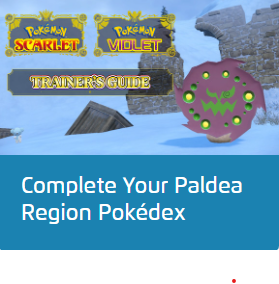 POKÉMON POKÉMON
SCARLET VIOLET
TRAINER'S GUIDE
Complete Your Paldea
Region Pokédex